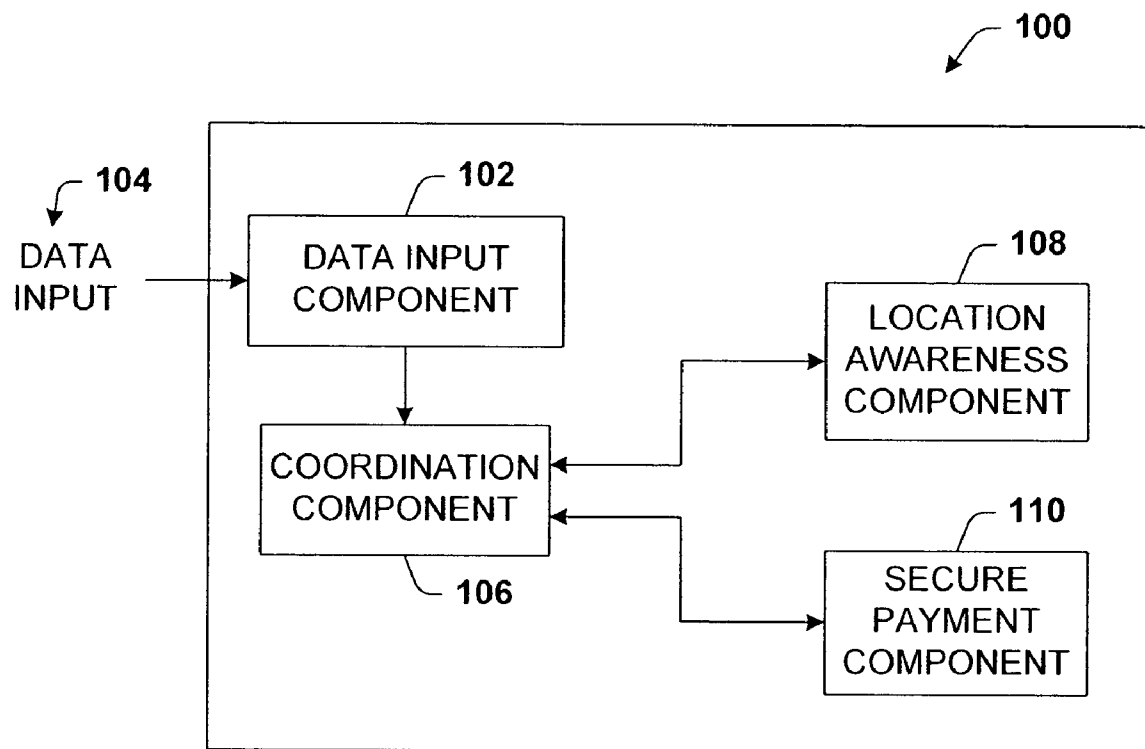 100
104
DATA
INPUT
102
DATA INPUT
COMPONENT
108
LOCATION
AWARENESS
COMPONENT
COORDINATION
COMPONENT
106
110
SECURE
PAYMENT
COMPONENT